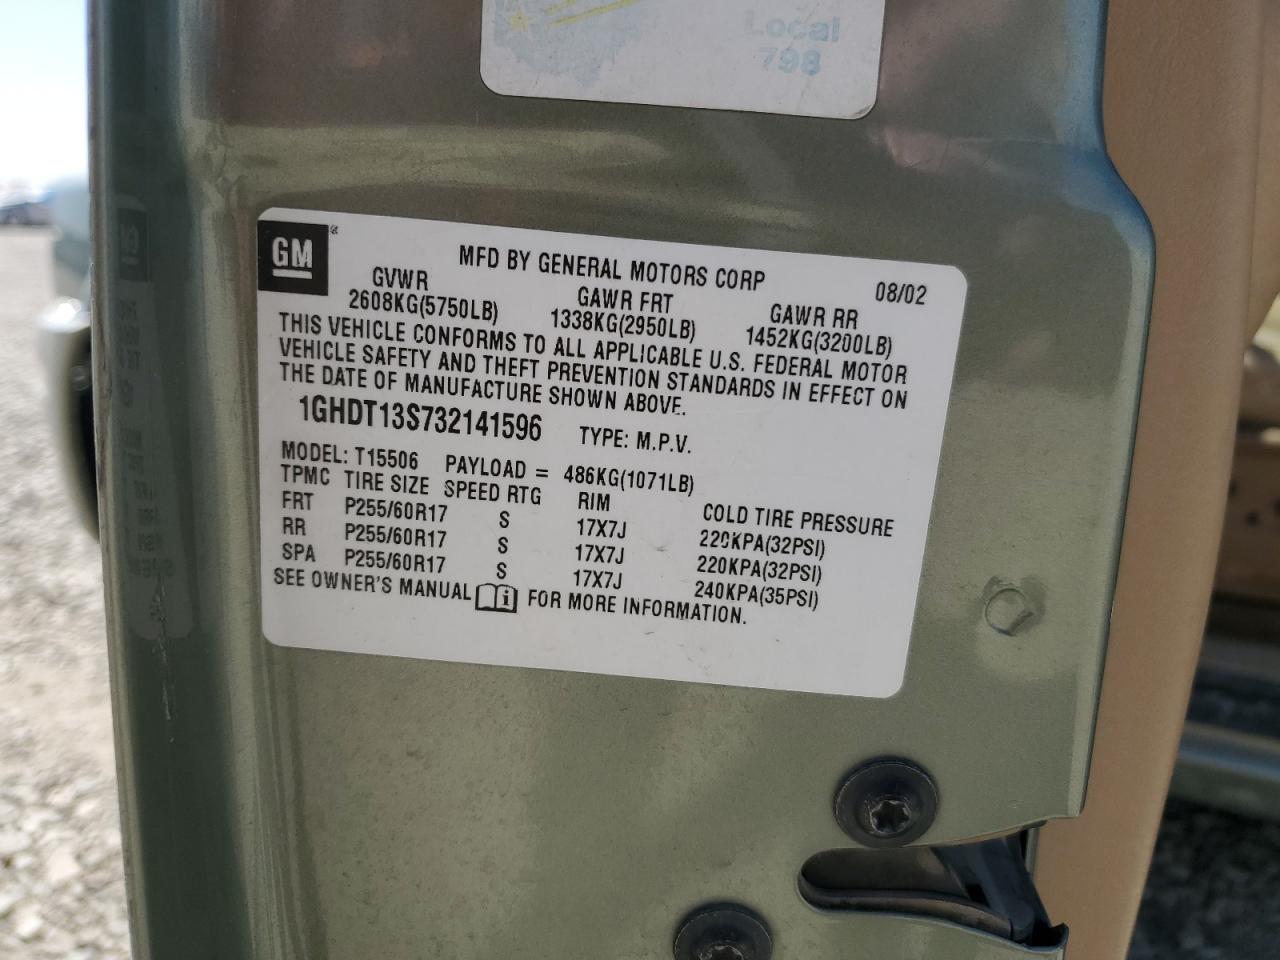 Local
798
GM
MFD BY GENERAL MOTORS CORP 08/02
GVWR GAWR FRT GAWR RR
2608KG(5750LB) 1338KG(2950LB) 1452KG(3200LB)
THIS VEHICLE CONFORMS TO ALL APPLICABLE U.S. FEDERAL MOTOR
VEHICLE SAFETY AND THEFT PREVENTION STANDARDS IN EFFECT ON
THE DATE OF MANUFACTURE SHOWN ABOVE.
1GHDT13S732141596 TYPE: M.P.V.
MODEL: T15506 PAYLOAD = 486KG(1071LB)
TPMC TIRE SIZE SPEED RTG RIM COLD TIRE PRESSURE
FRT P255/60R17 S 17X7J 220KPA(32PSI)
RR P255/60R17 S 17X7J 220KPA(32PSI)
SPA P255/60R17 S 17X7J 240KPA(35PSI)
SEE OWNER'S MANUAL FOR MORE INFORMATION.